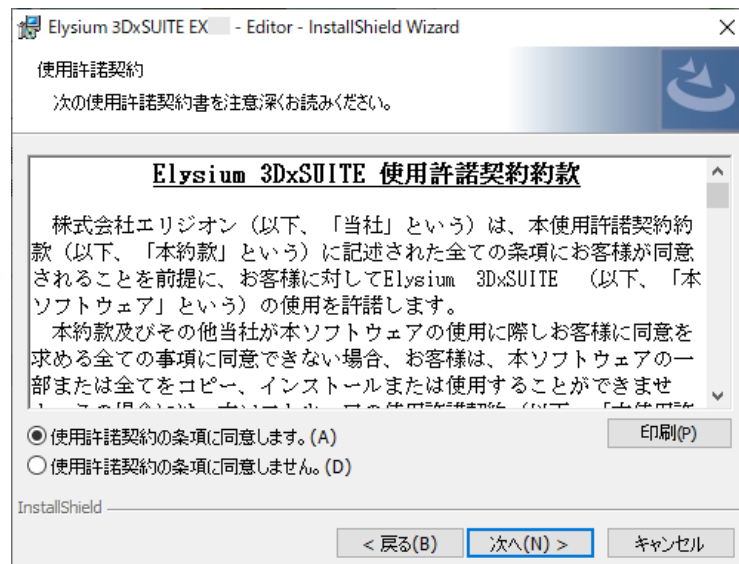 Elysium 3DxSUITE EX - Editor - InstallShield Wizard
使用許諾契約
次の使用許諾契約書を注意深くお読みください。
Elysium 3DxSUITE 使用許諾契約約款
株式会社エリジオン（以下、「当社」という）は、本使用許諾契約約
款（以下、「本約款」という）に記述された全ての条項にお客様が同意
されることを前提に、お客様に対してElysium 3DxSUITE （以下、「本
ソフトウェア」という）の使用を許諾します。
本約款及びその他当社が本ソフトウェアの使用に際しお客様に同意を
求める全ての事項に同意できない場合、お客様は、本ソフトウェアの一
部または全てをコピー、インストールまたは使用することができませ
使用許諾契約の条項に同意します。(A)
印刷(P)
使用許諾契約の条項に同意しません。(D)
InstallShield
< 戻る(B)
次へ(N) >
キャンセル